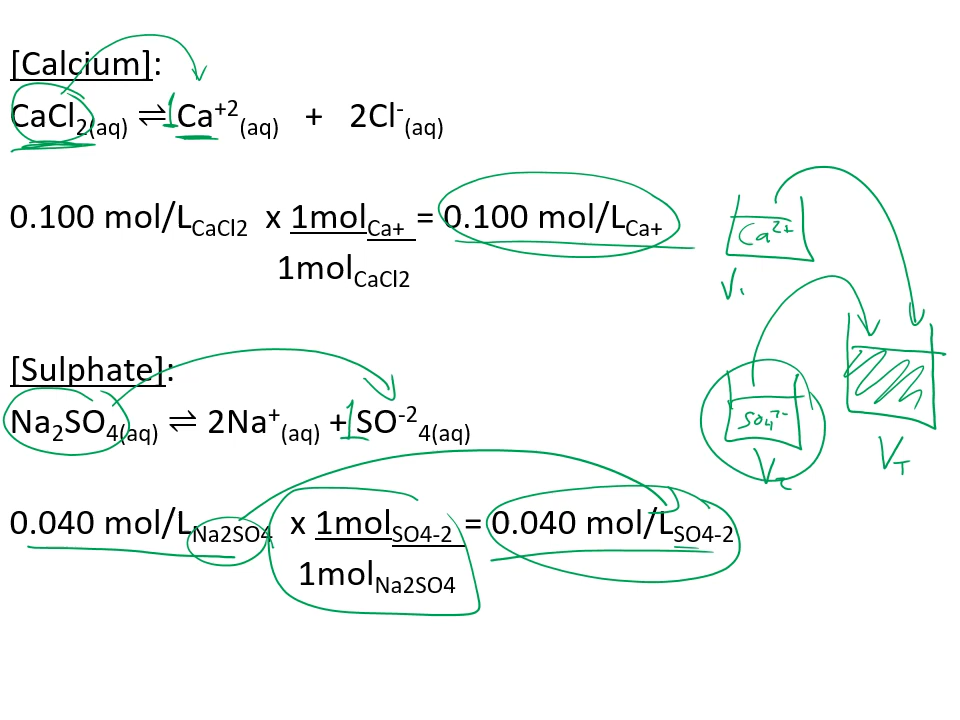 [Calcium]:
CaCl2(aq) ⇌ 1Ca+2(aq) + 2Cl-(aq)
0.100 mol/LCaCl2 x 1molCa+ = 0.100 mol/LCa+
1molCaCl2
Ca2+
V1
[Sulphate]:
Na2SO4(aq) ⇌ 2Na+(aq) + 1SO-24(aq)
SO42-
V2
VT
0.040 mol/LNa2SO4 x 1molSO4-2 = 0.040 mol/LSO4-2
1molNa2SO4